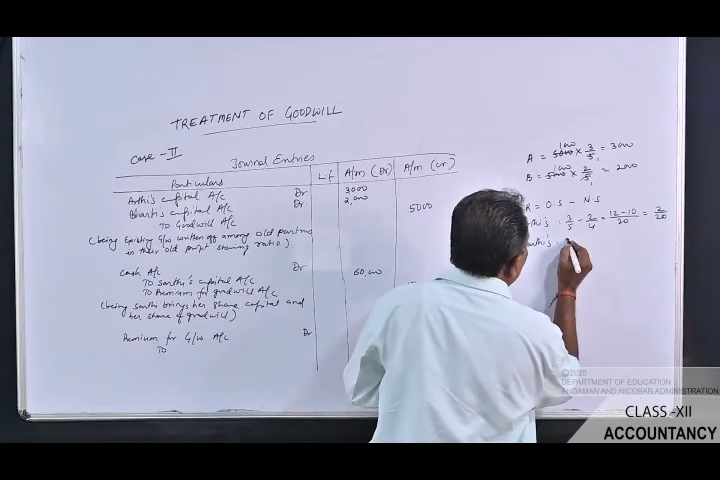 TREATMENT OF GOODWILL
Case - II
Journal Entries
Particulars L.f A/m (Dr) A/m (Cr)
Arthi's capital A/c Dr 3000
Bharti's capital A/c Dr 2,000
To Goodwill A/c 5000
(being Existing G/w written off among old partners
in their old profit sharing ratio)
Cash A/c Dr 60,000
To Sarthi's capital A/c
To Premium for goodwill A/c
(being Sarthi brings her share capital and
her share of goodwill)
Premium for G/w A/c Dr
To
A = 5000 1000 × 3/5 = 3000
B = 5000 × 2/5 = 2000
R = O.S - N.S
: 3/5 - 2/4 = 12-10/20 = 2/20
©2020
DEPARTMENT OF EDUCATION
ANDAMAN AND NICOBAR ADMINISTRATION
CLASS -XII
ACCOUNTANCY